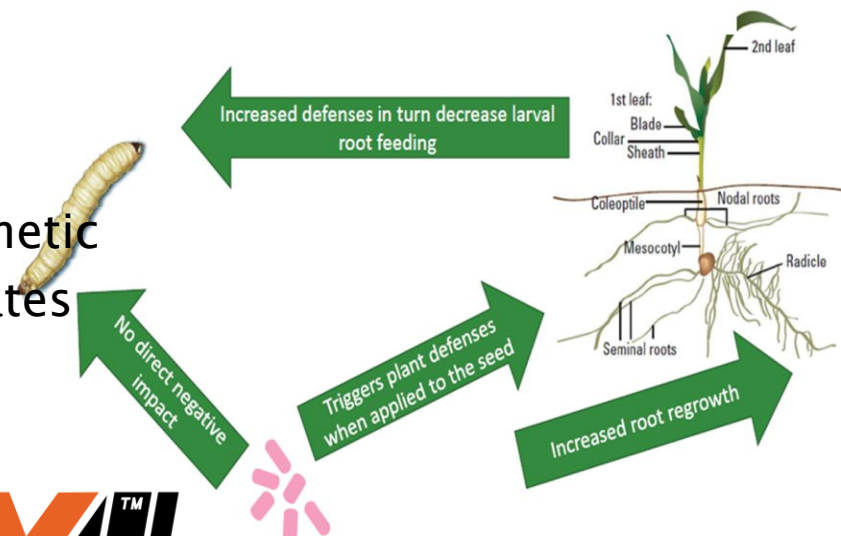 Increased defenses in turn decrease larval
root feeding
2nd leaf
1st leaf:
Blade
Collar
Sheath
Coleoptile
Nodal roots
Mesocotyl
Radicle
Seminal roots
No direct negative
impact
Triggers plant defenses
when applied to the seed
Increased root regrowth
TM